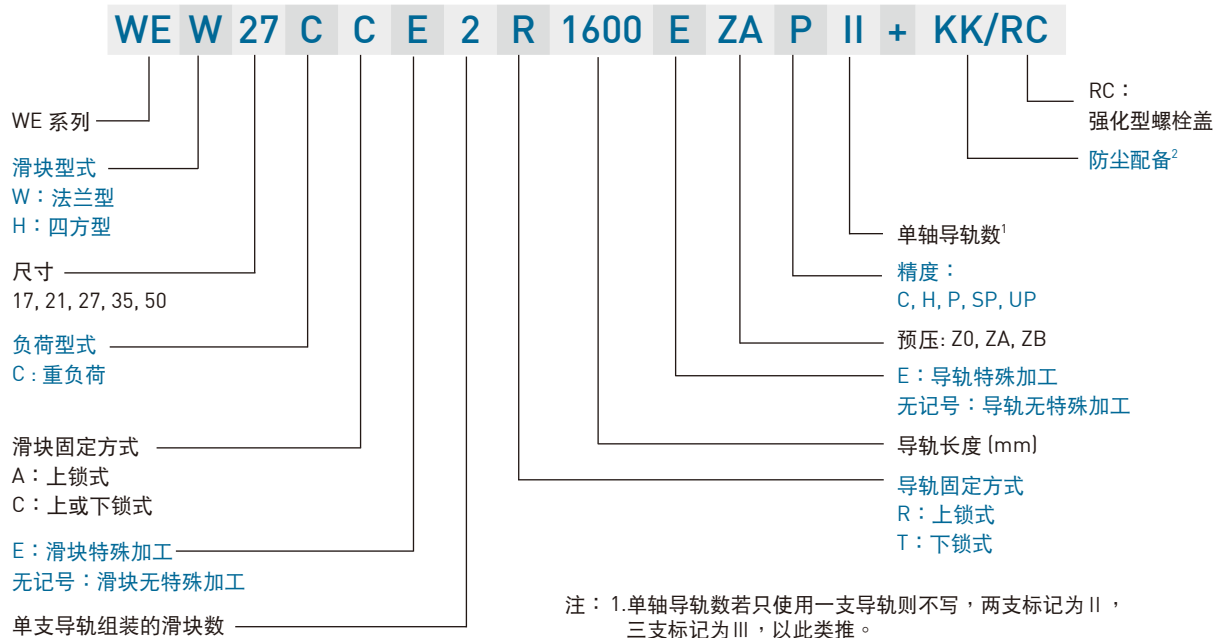 WE W 27 C C E 2 R 1600 E ZA P II + KK/RC
WE 系列
滑块型式
W：法兰型
H：四方型
尺寸
17, 21, 27, 35, 50
负荷型式
C : 重负荷
滑块固定方式
A：上锁式
C：上或下锁式
E：滑块特殊加工
无记号：滑块无特殊加工
单支导轨组装的滑块数
RC：
强化型螺栓盖
防尘配备2
单轴导轨数1
精度：
C, H, P, SP, UP
预压: Z0, ZA, ZB
E：导轨特殊加工
无记号：导轨无特殊加工
导轨长度 (mm)
导轨固定方式
R：上锁式
T：下锁式
注： 1.单轴导轨数若只使用一支导轨则不写，两支标记为 II ，
三支标记为III ，以此类推。